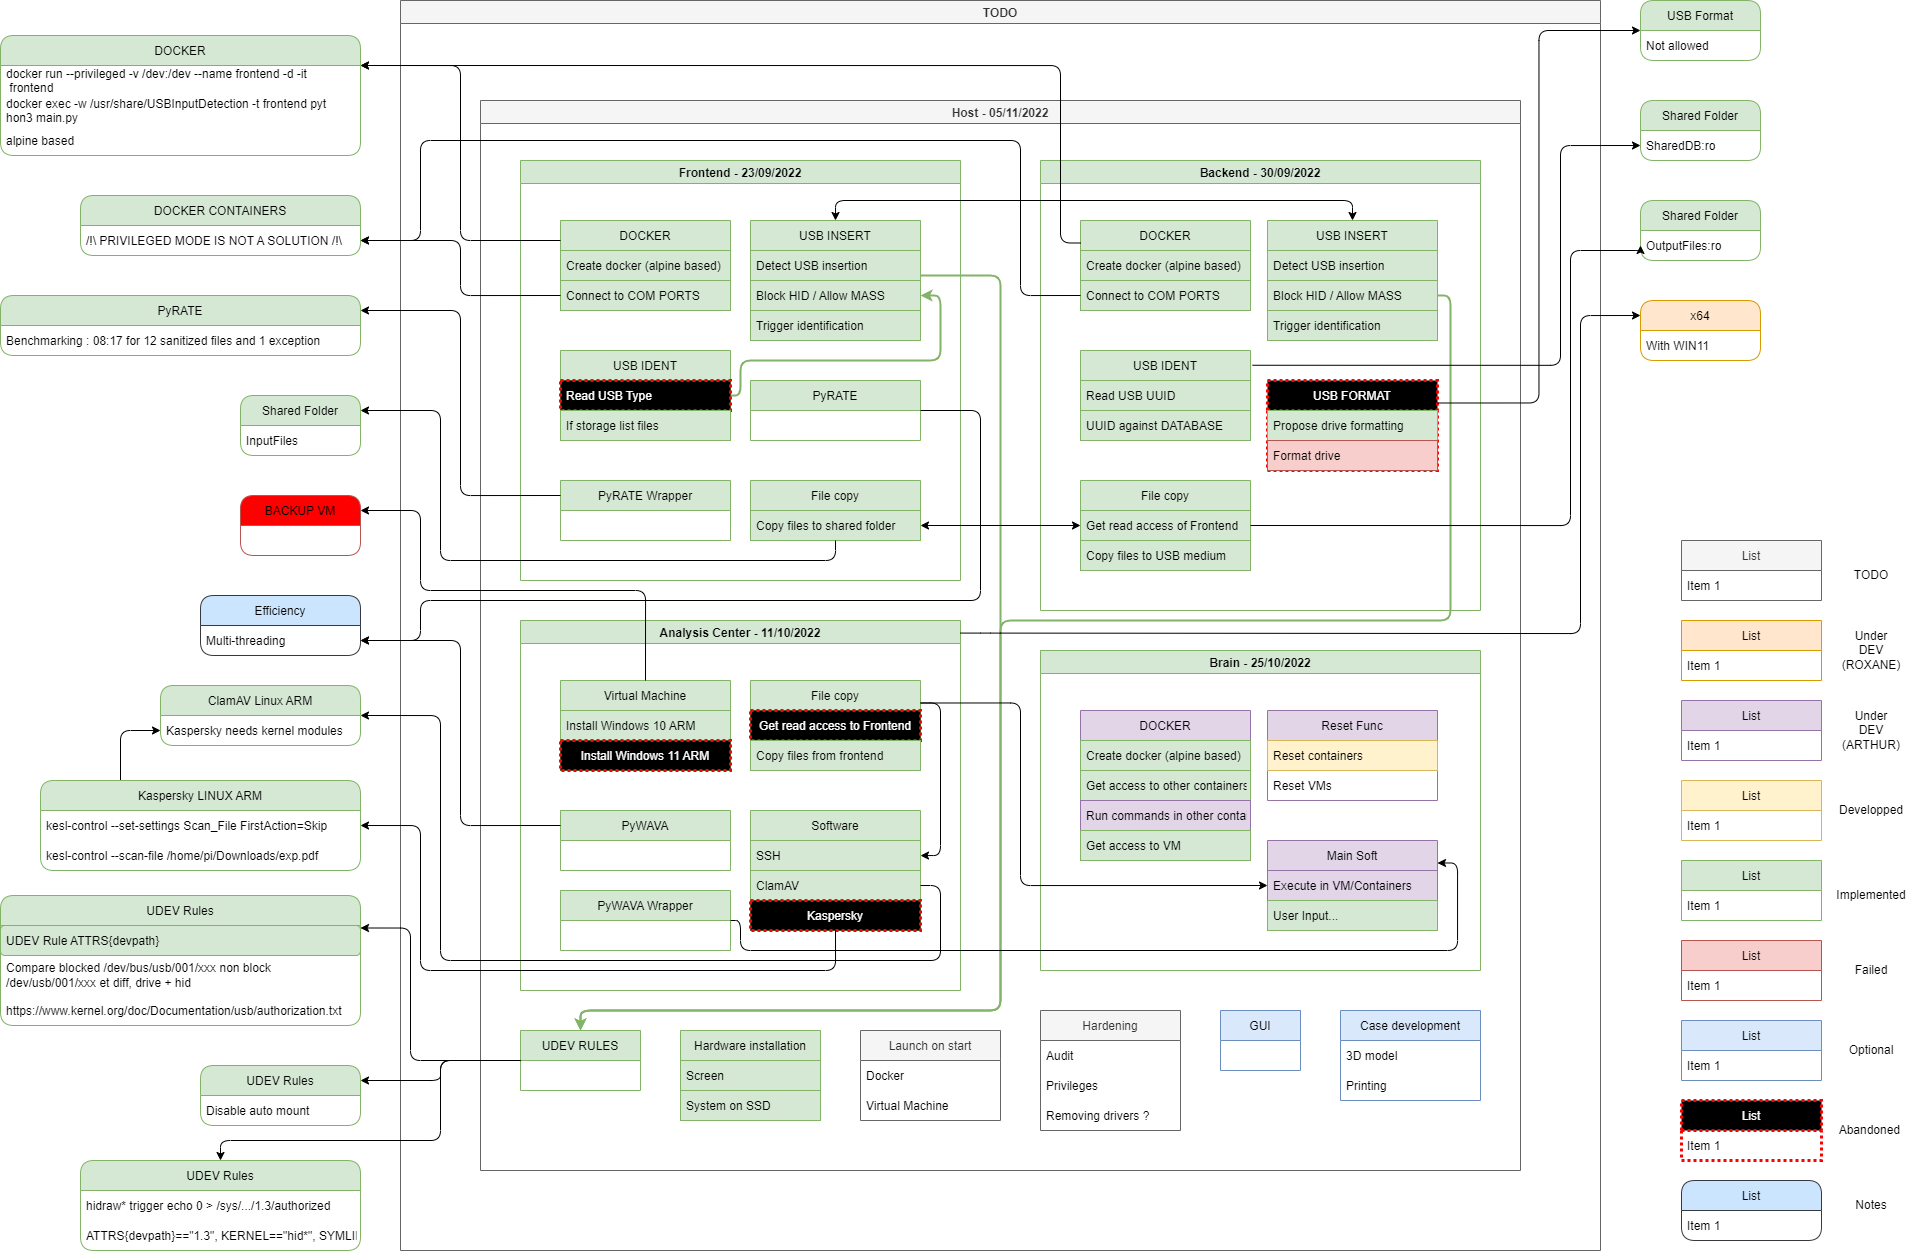 TODO
DOCKER
docker run --privileged -v /dev:/dev --name frontend -d -it
frontend
docker exec -w /usr/share/USBInputDetection -t frontend pyt
hon3 main.py
alpine based
DOCKER CONTAINERS
/!\ PRIVILEGED MODE IS NOT A SOLUTION /!\
PyRATE
Benchmarking : 08:17 for 12 sanitized files and 1 exception
Shared Folder
InputFiles
BACKUP VM
Efficiency
Multi-threading
ClamAV Linux ARM
Kaspersky needs kernel modules
Kaspersky LINUX ARM
kesl-control --set-settings Scan_File FirstAction=Skip
kesl-control --scan-file /home/pi/Downloads/exp.pdf
UDEV Rules
UDEV Rule ATTRS{devpath}
Compare blocked /dev/bus/usb/001/xxx non block
/dev/usb/001/xxx et diff, drive + hid
https://www.kernel.org/doc/Documentation/usb/authorization.txt
UDEV Rules
Disable auto mount
UDEV Rules
hidraw* trigger echo 0 > /sys/.../1.3/authorized
ATTRS{devpath}=="1.3", KERNEL=="hid*", SYMLI
Host - 05/11/2022
Frontend - 23/09/2022
DOCKER
Create docker (alpine based)
Connect to COM PORTS
USB INSERT
Detect USB insertion
Block HID / Allow MASS
Trigger identification
USB IDENT
Read USB Type
If storage list files
PyRATE
PyRATE Wrapper
File copy
Copy files to shared folder
Backend - 30/09/2022
DOCKER
Create docker (alpine based)
Connect to COM PORTS
USB INSERT
Detect USB insertion
Block HID / Allow MASS
Trigger identification
USB IDENT
Read USB UUID
UUID against DATABASE
USB FORMAT
Propose drive formatting
Format drive
File copy
Get read access of Frontend
Copy files to USB medium
Analysis Center - 11/10/2022
Virtual Machine
Install Windows 10 ARM
Install Windows 11 ARM
File copy
Get read access to Frontend
Copy files from frontend
PyWAVA
Software
SSH
ClamAV
Kaspersky
PyWAVA Wrapper
Brain - 25/10/2022
DOCKER
Create docker (alpine based)
Get access to other containers
Run commands in other conta
Get access to VM
Reset Func
Reset containers
Reset VMs
Main Soft
Execute in VM/Containers
User Input...
UDEV RULES
Hardware installation
Screen
System on SSD
Launch on start
Docker
Virtual Machine
Hardening
Audit
Privileges
Removing drivers ?
GUI
Case development
3D model
Printing
USB Format
Not allowed
Shared Folder
SharedDB:ro
Shared Folder
OutputFiles:ro
x64
With WIN11
List
Item 1
TODO
List
Item 1
Under
DEV
(ROXANE)
List
Item 1
Under
DEV
(ARTHUR)
List
Item 1
Developped
List
Item 1
Implemented
List
Item 1
Failed
List
Item 1
Optional
List
Item 1
Abandoned
List
Item 1
Notes